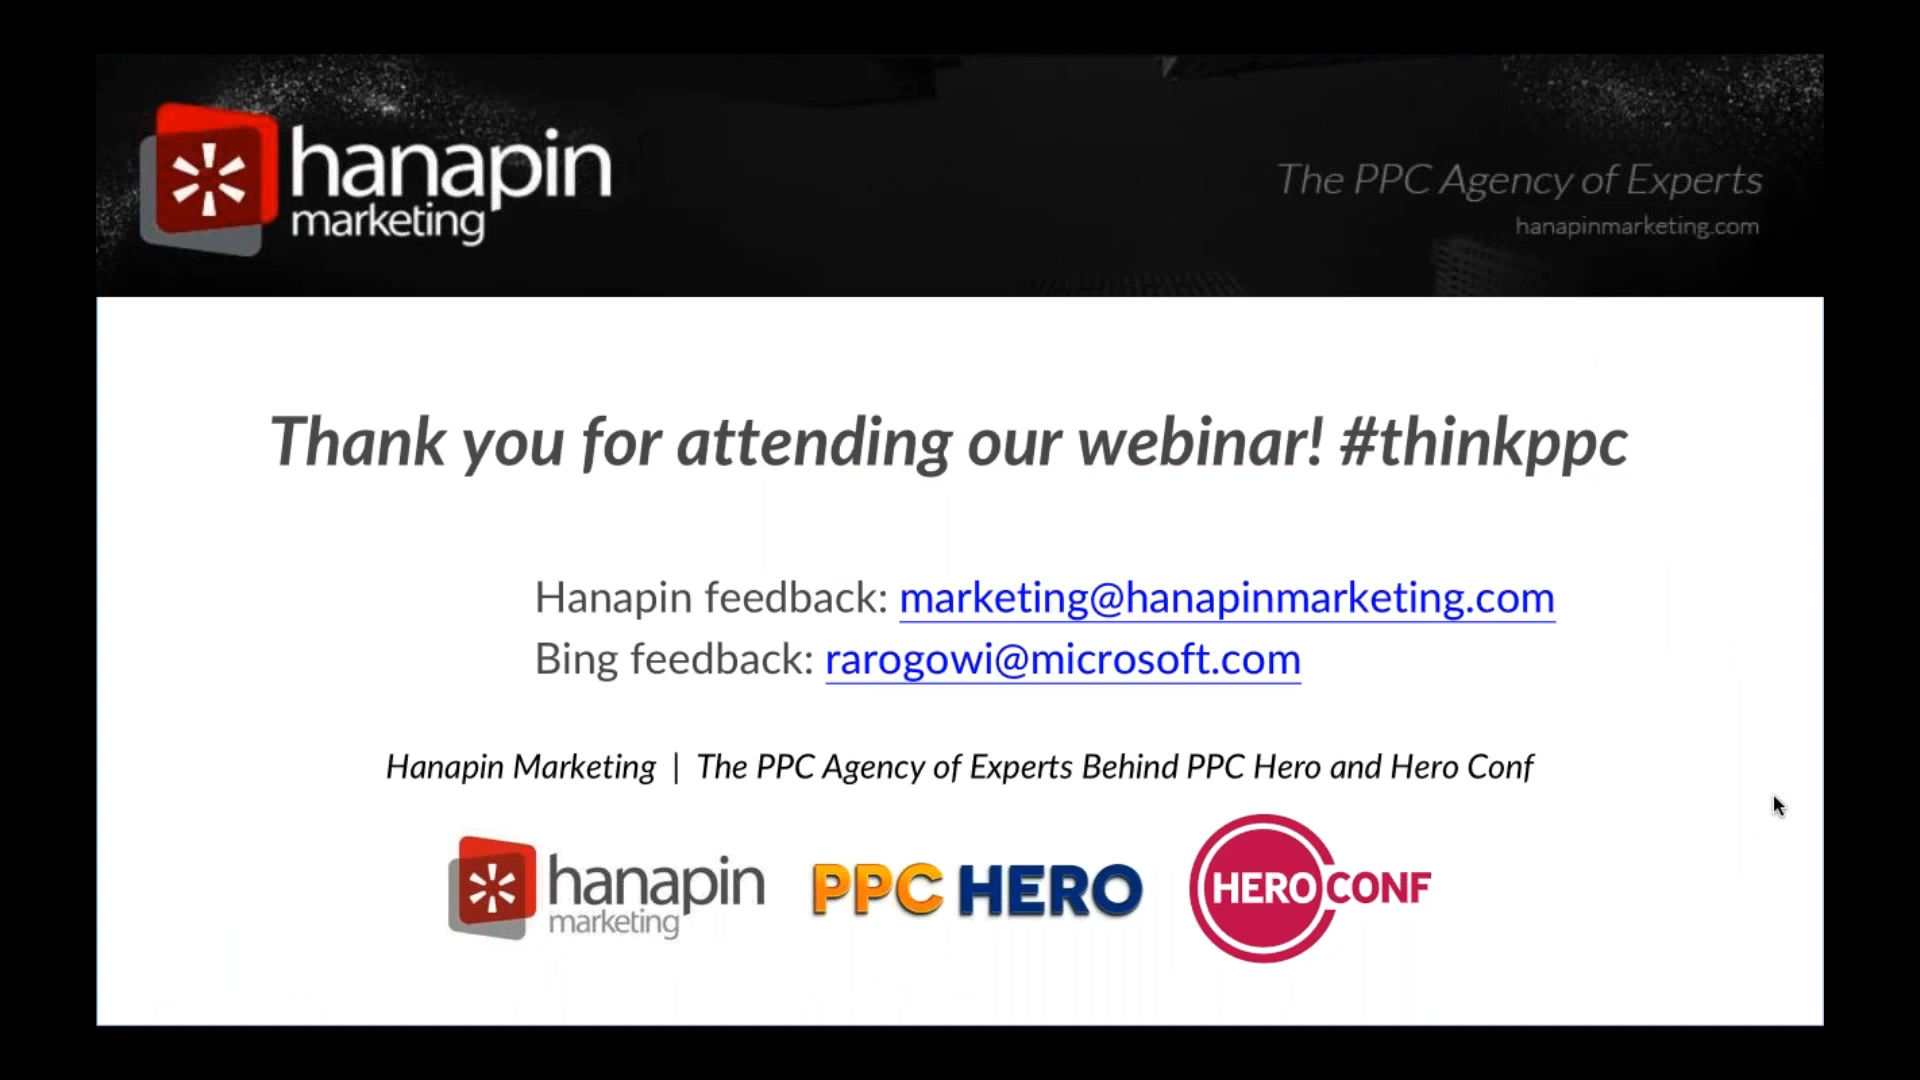 hanapin
marketing
The PPC Agency of Experts
hanapinmarketing.com
Thank you for attending our webinar! #thinkppc
Hanapin feedback: marketing@hanapinmarketing.com
Bing feedback: rarogowi@microsoft.com
Hanapin Marketing | The PPC Agency of Experts Behind PPC Hero and Hero Conf
hanapin
marketing
PPC HERO
HEROCONF